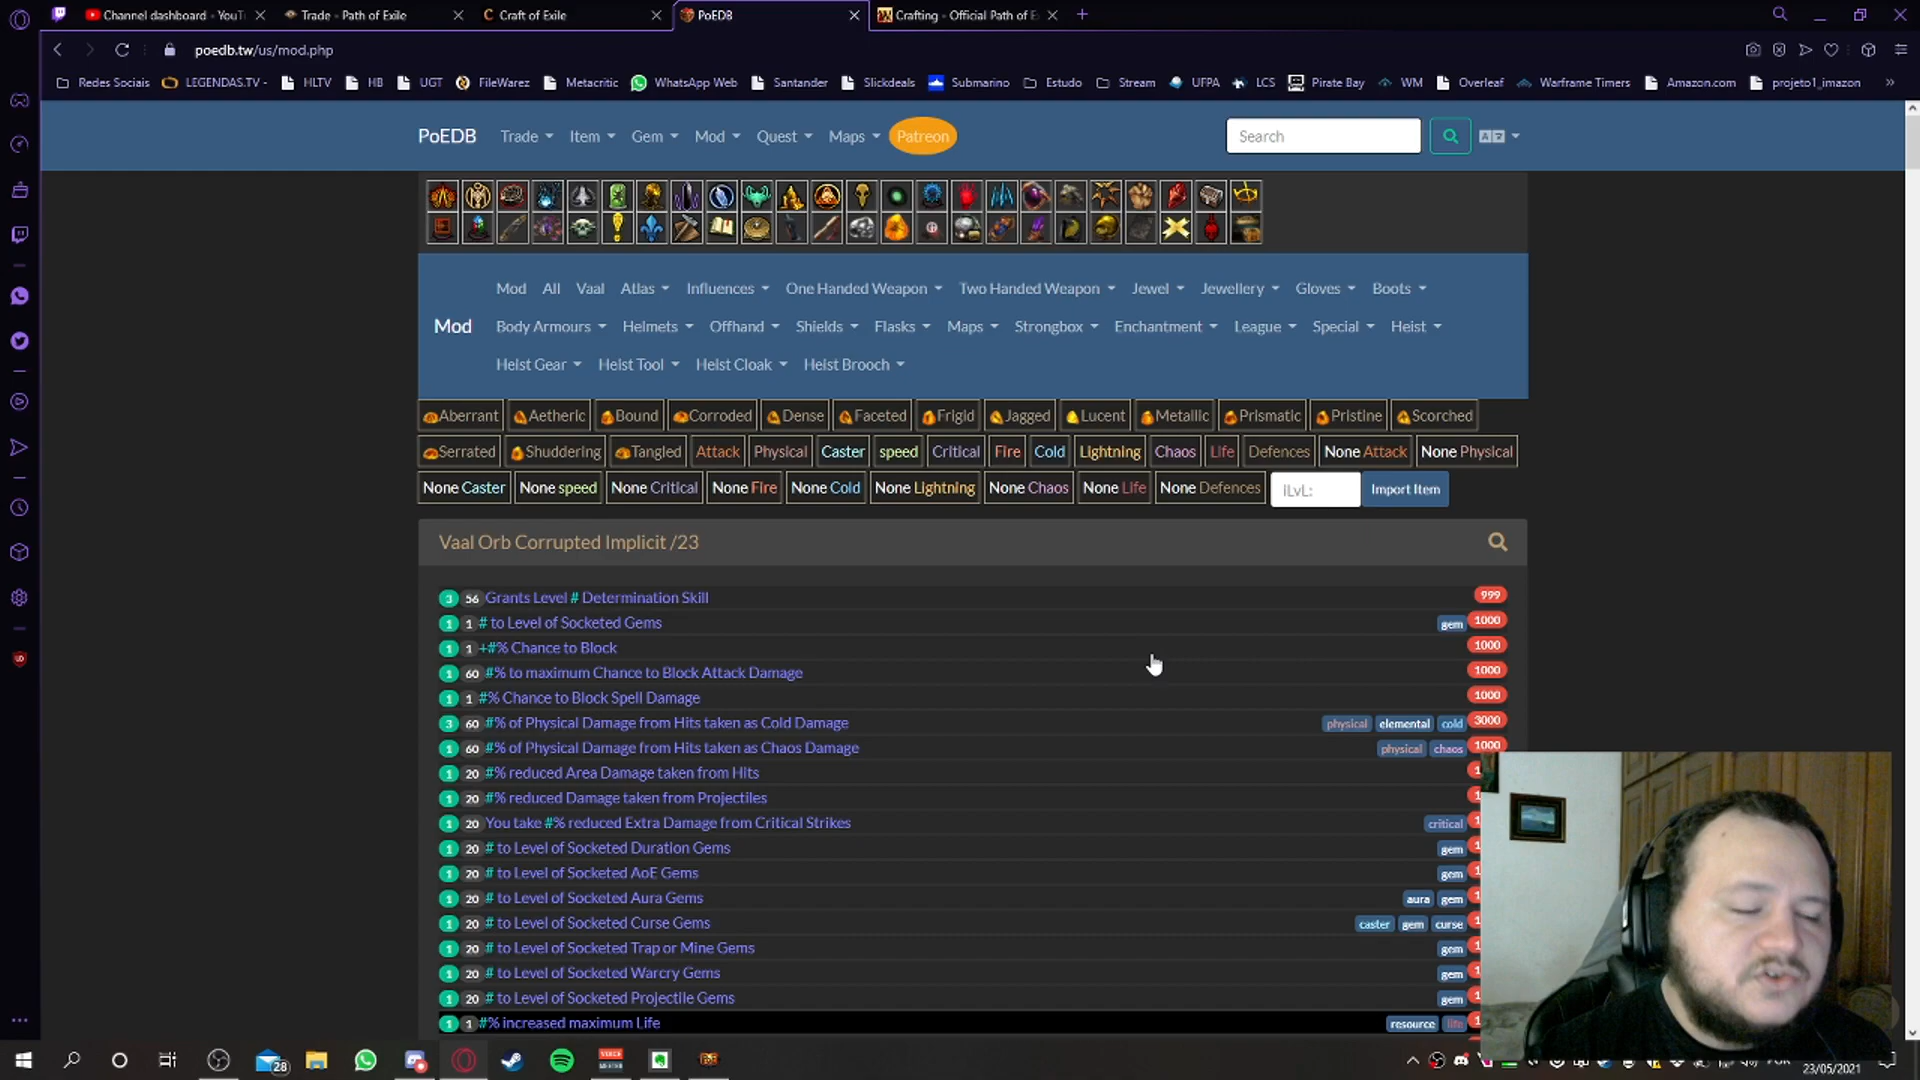 Channel dashboard - YouT
Trade - Path of Exile
Craft of Exile
PoEDB
Crafting - Official Path of E
poedb.tw/us/mod.php
Redes Sociais
LEGENDAS.TV -
HLTV
HB
UGT
FileWarez
Metacritic
WhatsApp Web
Santander
Slickdeals
Submarino
Estudo
Stream
UFPA
LCS
Pirate Bay
WM
Overleaf
Warframe Timers
Amazon.com
projeto1_imazon
PoEDB Trade Item Gem Mod Quest Maps Patreon Search
Mod All Vaal Atlas Influences One Handed Weapon Two Handed Weapon Jewel Jewellery Gloves Boots
Mod Body Armours Helmets Offhand Shields Flasks Maps Strongbox Enchantment League Special Heist
Heist Gear Heist Tool Heist Cloak Heist Brooch
Aberrant Aetheric Bound Corroded Dense Faceted Frigid Jagged Lucent Metallic Prismatic Pristine Scorched
Serrated Shuddering Tangled Attack Physical Caster speed Critical Fire Cold Lightning Chaos Life Defences None Attack None Physical
None Caster None speed None Critical None Fire None Cold None Lightning None Chaos None Life None Defences iLvL: Import Item
Vaal Orb Corrupted Implicit /23
3 56 Grants Level # Determination Skill 999
1 1 # to Level of Socketed Gems gem 1000
1 1 +#% Chance to Block 1000
1 60 #% to maximum Chance to Block Attack Damage 1000
1 1 #% Chance to Block Spell Damage 1000
3 60 #% of Physical Damage from Hits taken as Cold Damage physical elemental cold 3000
1 60 #% of Physical Damage from Hits taken as Chaos Damage physical chaos 1000
1 20 #% reduced Area Damage taken from Hits
1 20 #% reduced Damage taken from Projectiles
1 20 You take #% reduced Extra Damage from Critical Strikes critical
1 20 # to Level of Socketed Duration Gems gem
1 20 # to Level of Socketed AoE Gems gem
1 20 # to Level of Socketed Aura Gems aura gem
1 20 # to Level of Socketed Curse Gems caster gem curse
1 20 # to Level of Socketed Trap or Mine Gems gem
1 20 # to Level of Socketed Warcry Gems gem
1 20 # to Level of Socketed Projectile Gems gem
1 1 #% increased maximum Life resource life
28
23/05/2021